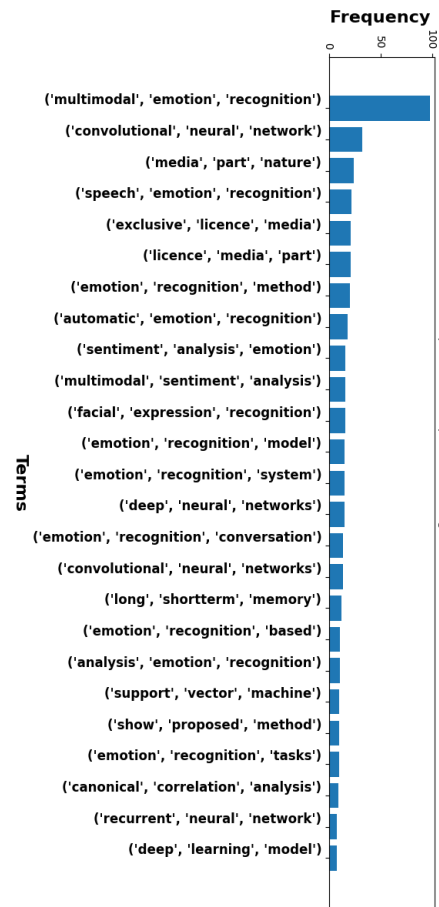 Frequency
0 50 100
('multimodal', 'emotion', 'recognition')
('convolutional', 'neural', 'network')
('media', 'part', 'nature')
('speech', 'emotion', 'recognition')
('exclusive', 'licence', 'media')
('licence', 'media', 'part')
('emotion', 'recognition', 'method')
('automatic', 'emotion', 'recognition')
('sentiment', 'analysis', 'emotion')
('multimodal', 'sentiment', 'analysis')
('facial', 'expression', 'recognition')
('emotion', 'recognition', 'model')
('emotion', 'recognition', 'system')
('deep', 'neural', 'networks')
('emotion', 'recognition', 'conversation')
('convolutional', 'neural', 'networks')
('long', 'shortterm', 'memory')
('emotion', 'recognition', 'based')
('analysis', 'emotion', 'recognition')
('support', 'vector', 'machine')
('show', 'proposed', 'method')
('emotion', 'recognition', 'tasks')
('canonical', 'correlation', 'analysis')
('recurrent', 'neural', 'network')
('deep', 'learning', 'model')
Terms